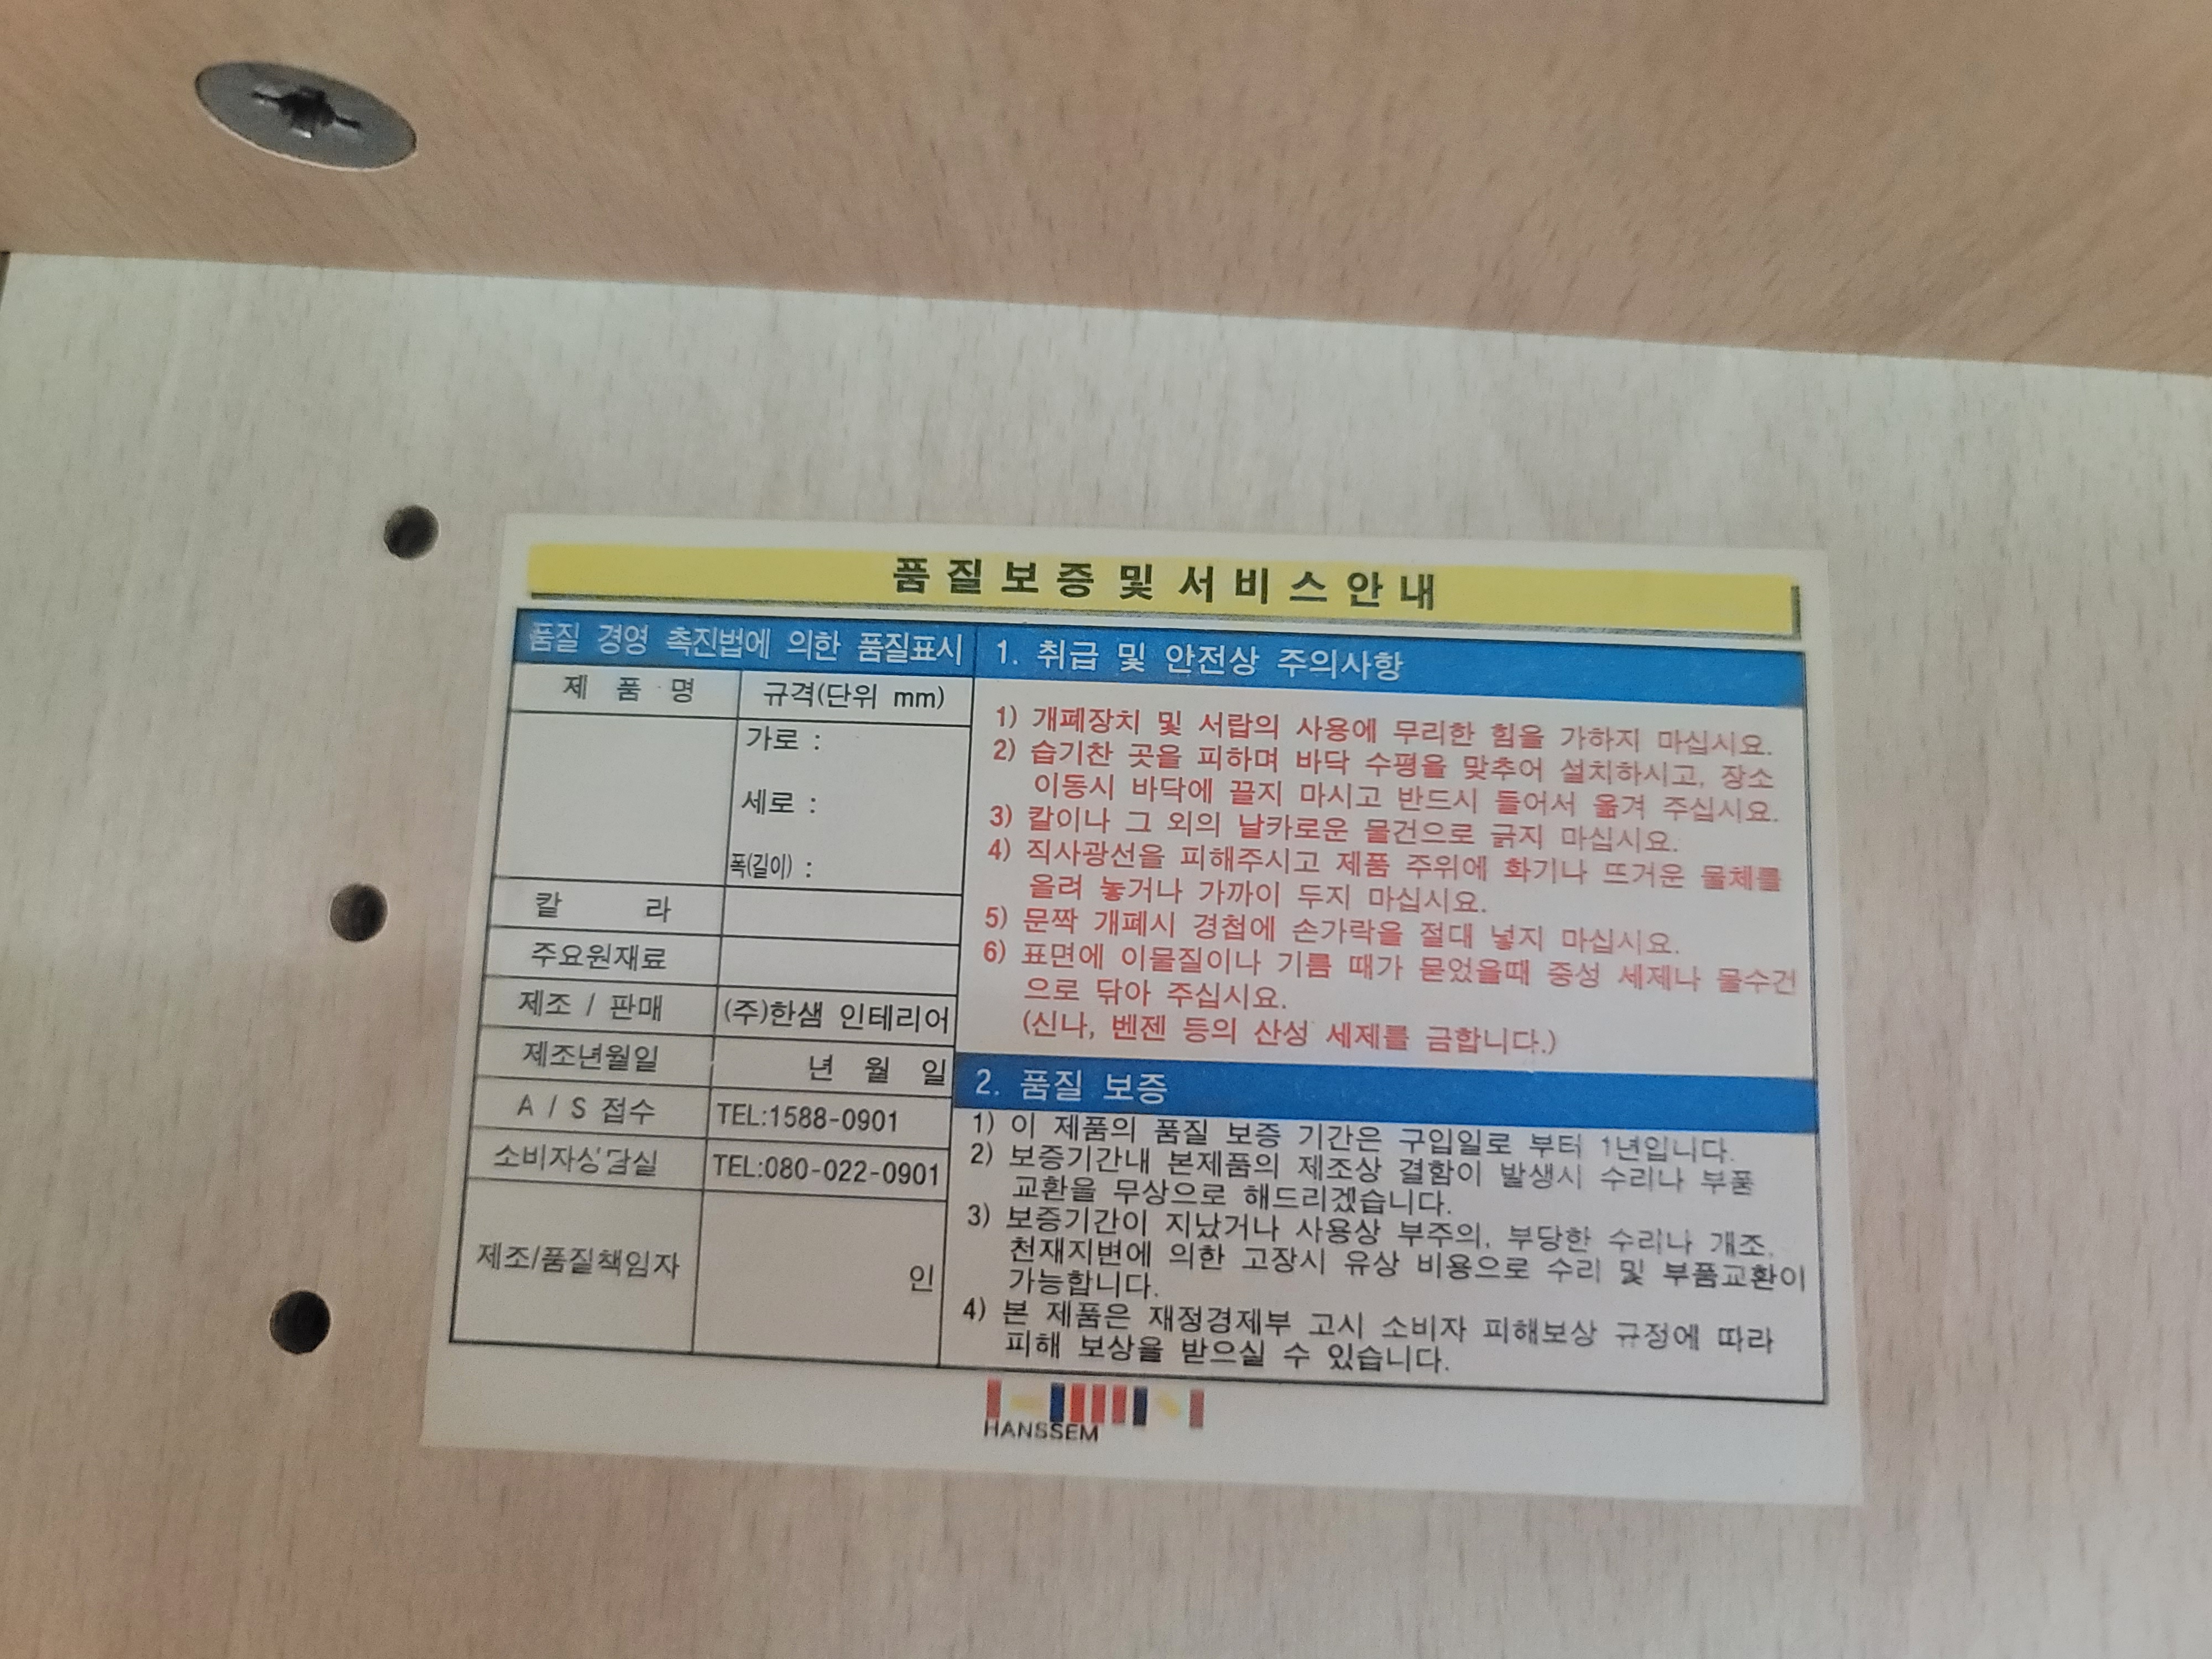 품질보증및서비스안내
품질 경영 촉진법에 의한 품질표시
제 품 명 규격(단위 mm)
가로 :
세로 :
폭(길이) :
칼 라
주요원재료
제조 / 판매 (주)한샘 인테리어
제조년월일 년 월 일
A / S 접수 TEL:1588-0901
소비자상담실 TEL:080-022-0901
제조/품질책임자 인
1. 취급 및 안전상 주의사항
1) 개폐장치 및 서랍의 사용에 무리한 힘을 가하지 마십시요.
2) 습기찬 곳을 피하며 바닥 수평을 맞추어 설치하시고, 장소
이동시 바닥에 끌지 마시고 반드시 들어서 옮겨 주십시요.
3) 칼이나 그 외의 날카로운 물건으로 긁지 마십시요.
4) 직사광선을 피해주시고 제품 주위에 화기나 뜨거운 물체를
올려 놓거나 가까이 두지 마십시요.
5) 문짝 개폐시 경첩에 손가락을 절대 넣지 마십시요.
6) 표면에 이물질이나 기름 때가 묻었을때 중성 세제나 물수건
으로 닦아 주십시요.
(신나, 벤젠 등의 산성 세제를 금합니다.)
2. 품질 보증
1) 이 제품의 품질 보증 기간은 구입일로 부터 1년입니다.
2) 보증기간내 본제품의 제조상 결함이 발생시 수리나 부품
교환을 무상으로 해드리겠습니다.
3) 보증기간이 지났거나 사용상 부주의, 부당한 수리나 개조,
천재지변에 의한 고장시 유상 비용으로 수리 및 부품교환이
가능합니다.
4) 본 제품은 재정경제부 고시 소비자 피해보상 규정에 따라
피해 보상을 받으실 수 있습니다.
HANSSEM